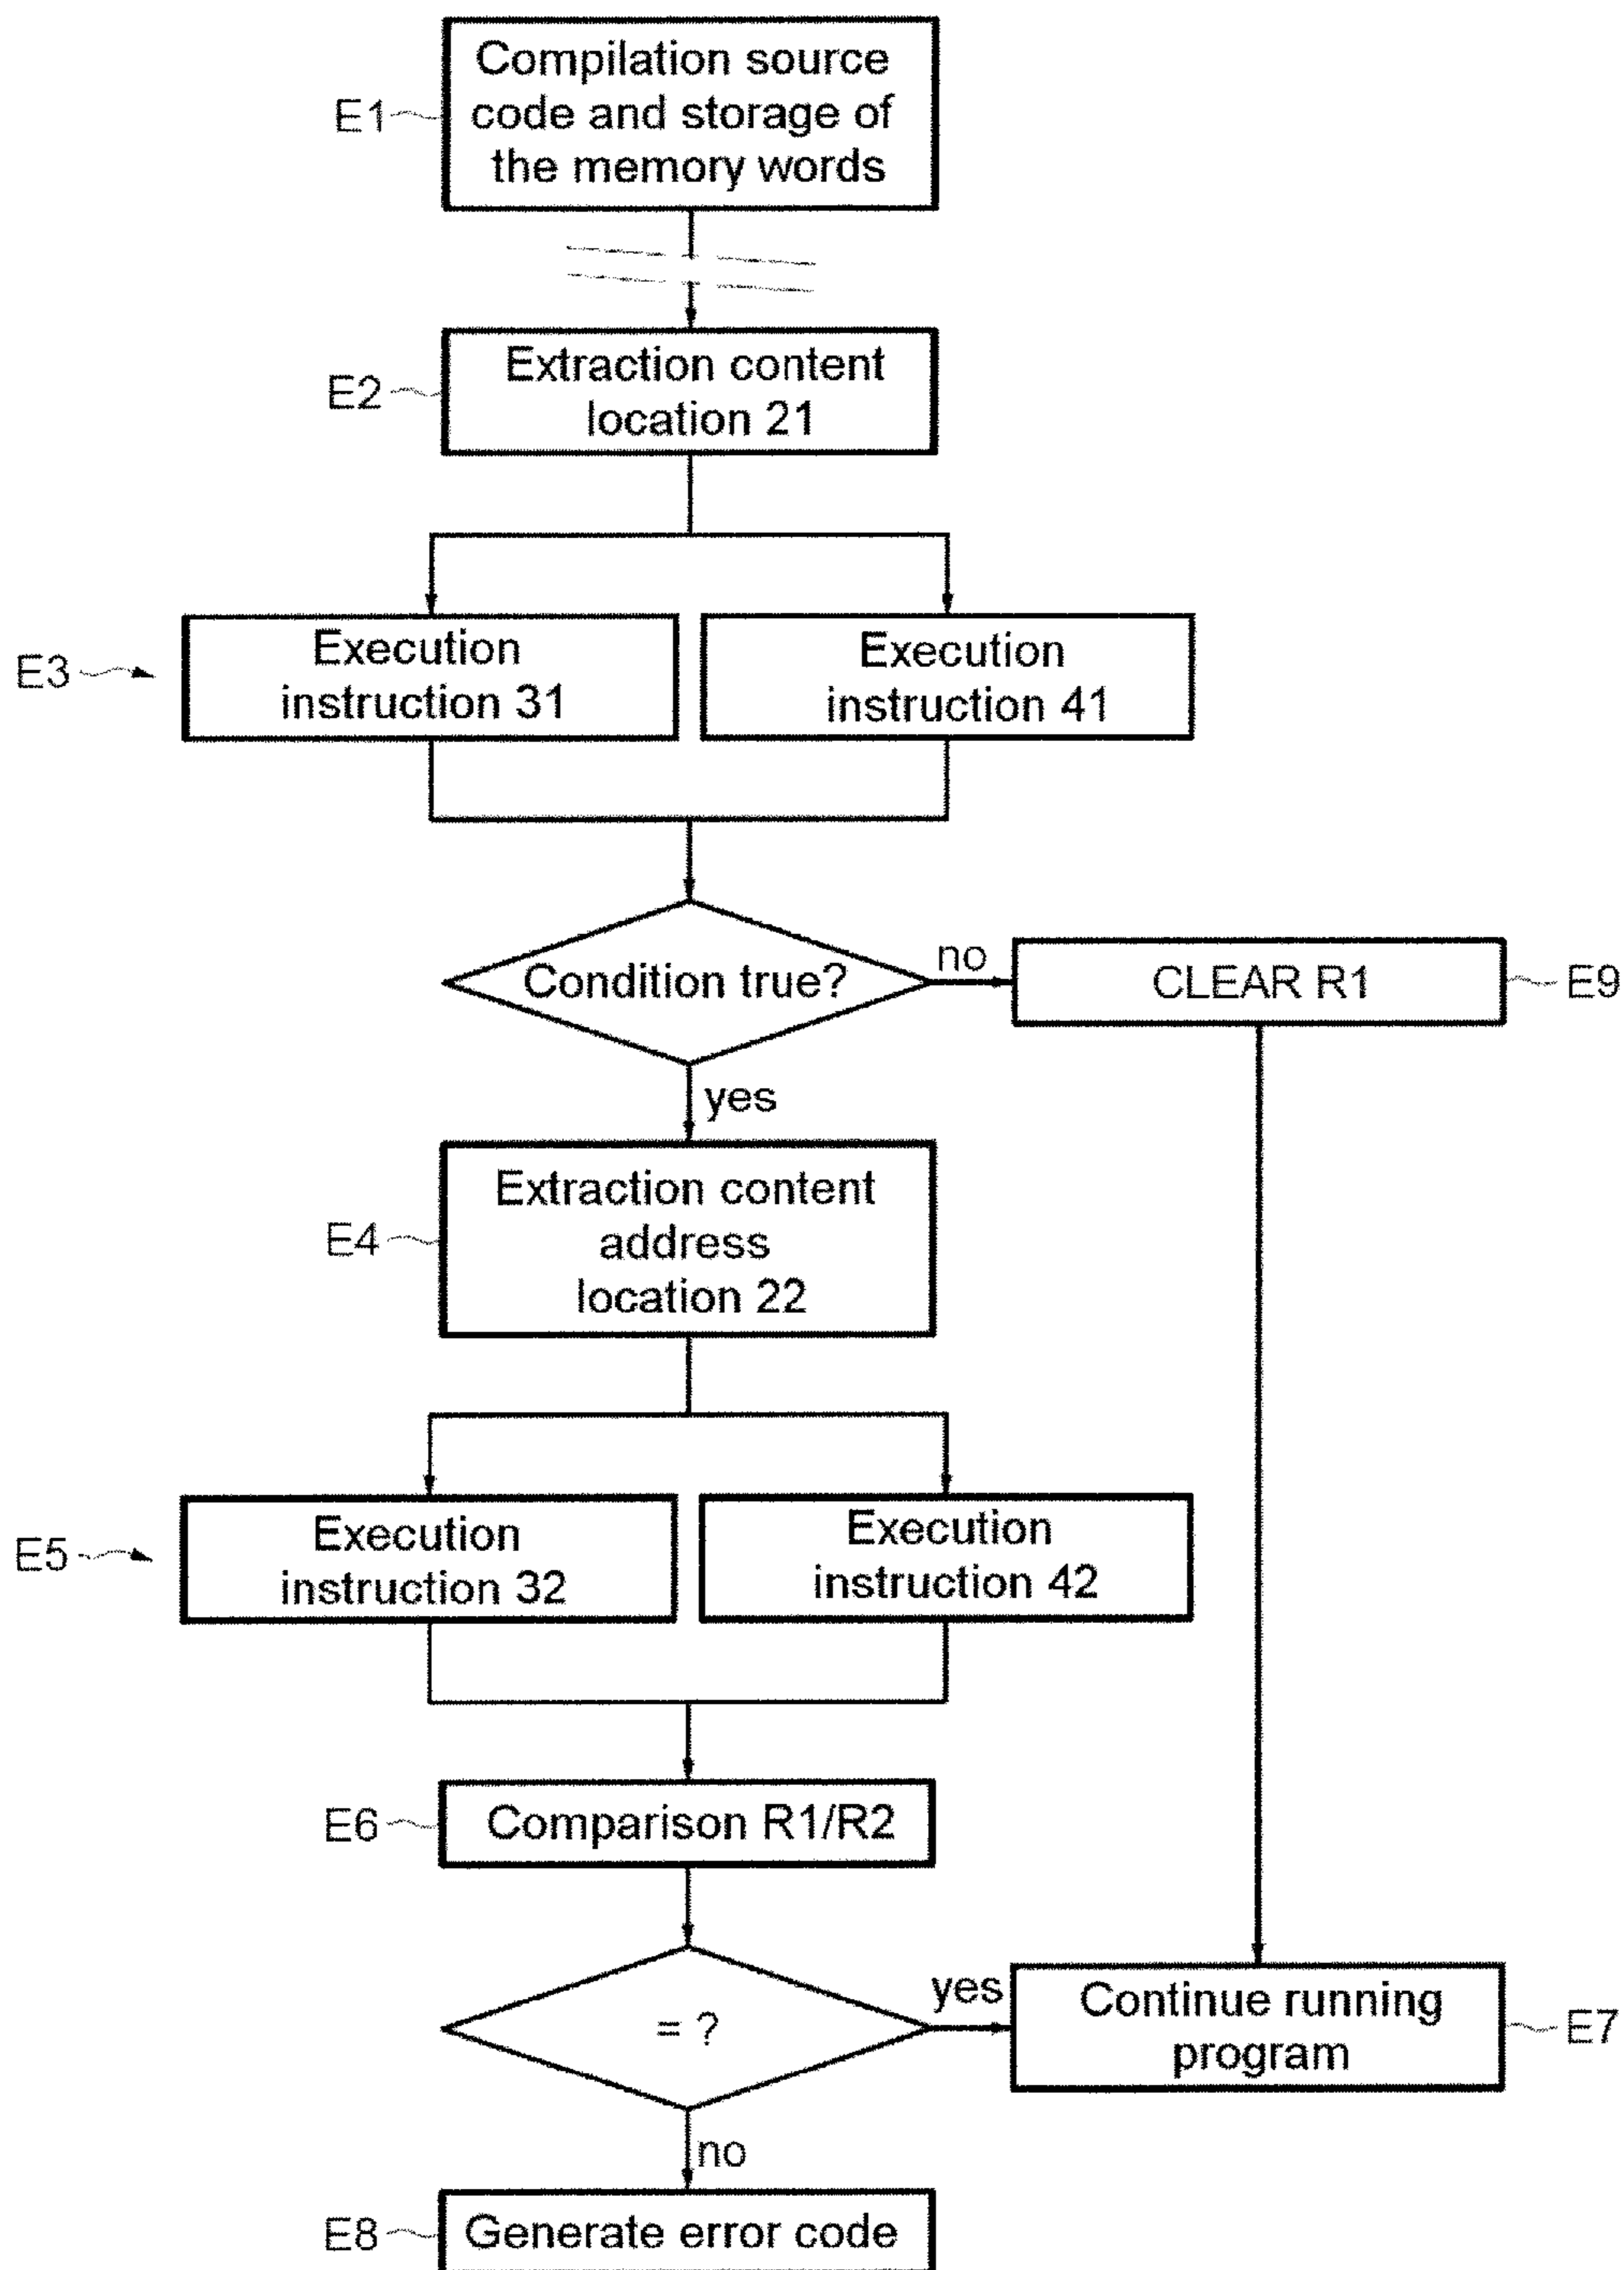 Compilation source
code and storage of
the memory words
E1
Extraction content
location 21
E2
Execution
instruction 31
Execution
instruction 41
E3
Condition true?
no
CLEAR R1
E9
yes
Extraction content
address
location 22
E4
Execution
instruction 32
Execution
instruction 42
E5
Comparison R1/R2
E6
= ?
yes
Continue running
program
E7
no
Generate error code
E8